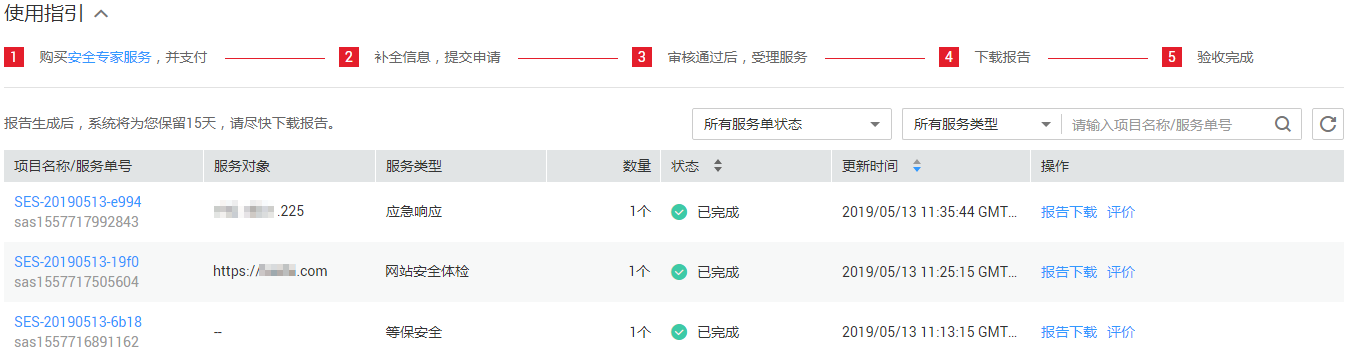 使用指引
1 购买安全专家服务，并支付 2 补全信息，提交申请 3 审核通过后，受理服务 4 下载报告 5 验收完成
报告生成后，系统将为您保留15天，请尽快下载报告。 所有服务单状态 所有服务类型 请输入项目名称/服务单号
项目名称/服务单号 服务对象 服务类型 数量 状态 更新时间 操作
SES-20190513-e994
sas1557717992843
.225 应急响应 1个 已完成 2019/05/13 11:35:44 GMT... 报告下载 评价
SES-20190513-19f0
sas1557717505604
https://.com 网站安全体检 1个 已完成 2019/05/13 11:25:15 GMT... 报告下载 评价
SES-20190513-6b18
sas1557716891162
-- 等保安全 1个 已完成 2019/05/13 11:13:15 GMT... 报告下载 评价